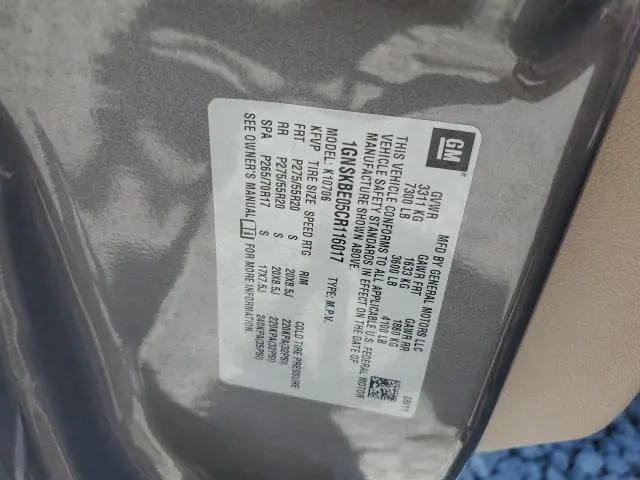 GM
MFD BY GENERAL MOTORS LLC
GVWR GAWR FRT GAWR RR
3311 KG 1633 KG 1860 KG
7300 LB 3600 LB 4100 LB
THIS VEHICLE CONFORMS TO ALL APPLICABLE U.S. FEDERAL MOTOR
VEHICLE SAFETY STANDARDS IN EFFECT ON THE DATE OF
MANUFACTURE SHOWN ABOVE.
09/11
1GNSKBE05CR116017 TYPE: M.P.V.
MODEL: K10706
KFVP TIRE SIZE SPEED RTG RIM COLD TIRE PRESSURE
FRT P275/55R20 S 20X8.5J 220KPA(32PSI)
RR P275/55R20 S 20X8.5J 220KPA(32PSI)
SPA P265/70R17 S 17X7.5J 240KPA(35PSI)
SEE OWNER'S MANUAL FOR MORE INFORMATION.